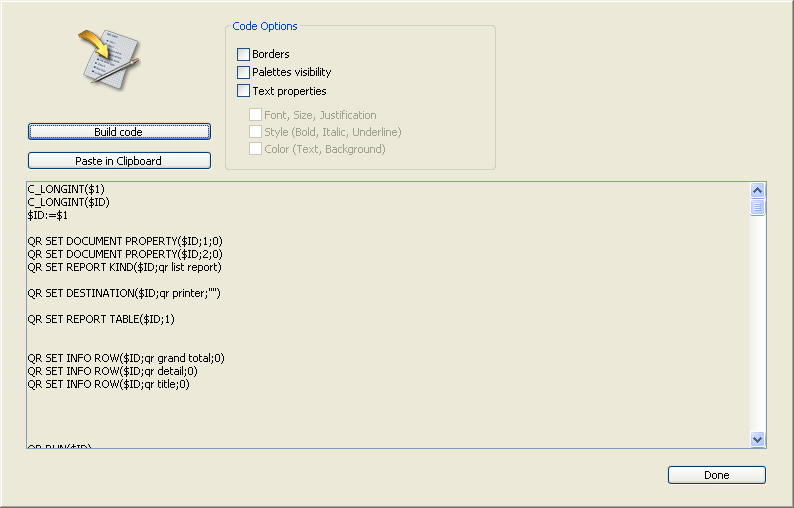 Code Options
Borders
Palettes visibility
Text properties
Font, Size, Justification
Style (Bold, Italic, Underline)
Color (Text, Background)
Build code
Paste in Clipboard
C_LONGINT($1)
C_LONGINT($ID)
$ID:=$1
QR SET DOCUMENT PROPERTY($ID;1;0)
QR SET DOCUMENT PROPERTY($ID;2;0)
QR SET REPORT KIND($ID;qr list report)
QR SET DESTINATION($ID;qr printer;"")
QR SET REPORT TABLE($ID;1)
QR SET INFO ROW($ID;qr grand total;0)
QR SET INFO ROW($ID;qr detail;0)
QR SET INFO ROW($ID;qr title;0)
QR RUN($ID)
Done